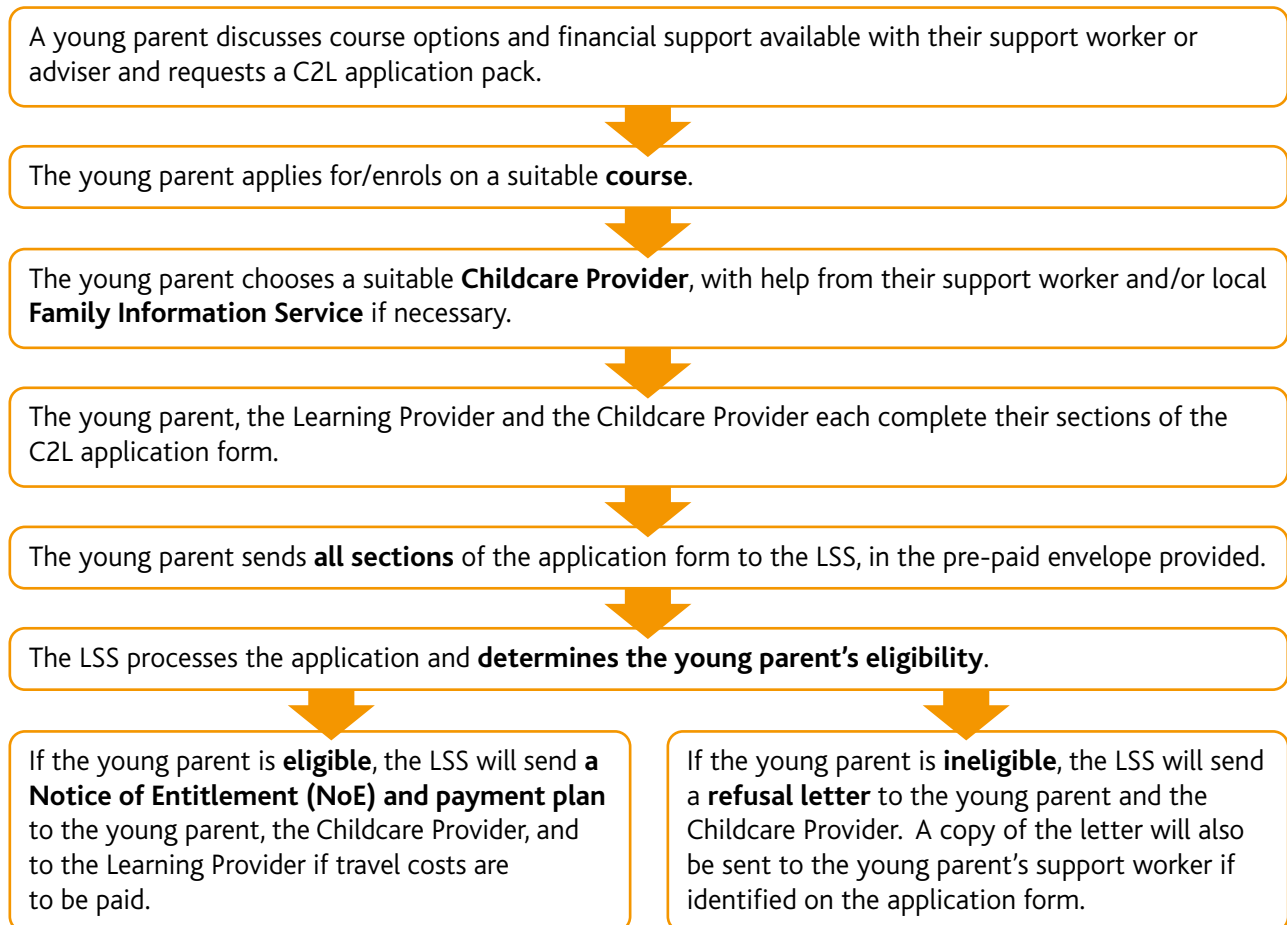 A young parent discusses course options and financial support available with their support worker or
adviser and requests a C2L application pack.
The young parent applies for/enrols on a suitable course.
The young parent chooses a suitable Childcare Provider, with help from their support worker and/or local
Family Information Service if necessary.
The young parent, the Learning Provider and the Childcare Provider each complete their sections of the
C2L application form.
The young parent sends all sections of the application form to the LSS, in the pre-paid envelope provided.
The LSS processes the application and determines the young parent's eligibility.
If the young parent is eligible, the LSS will send a
Notice of Entitlement (NoE) and payment plan
to the young parent, the Childcare Provider, and
to the Learning Provider if travel costs are
to be paid.
If the young parent is ineligible, the LSS will send
a refusal letter to the young parent and the
Childcare Provider.  A copy of the letter will also
be sent to the young parent's support worker if
identified on the application form.